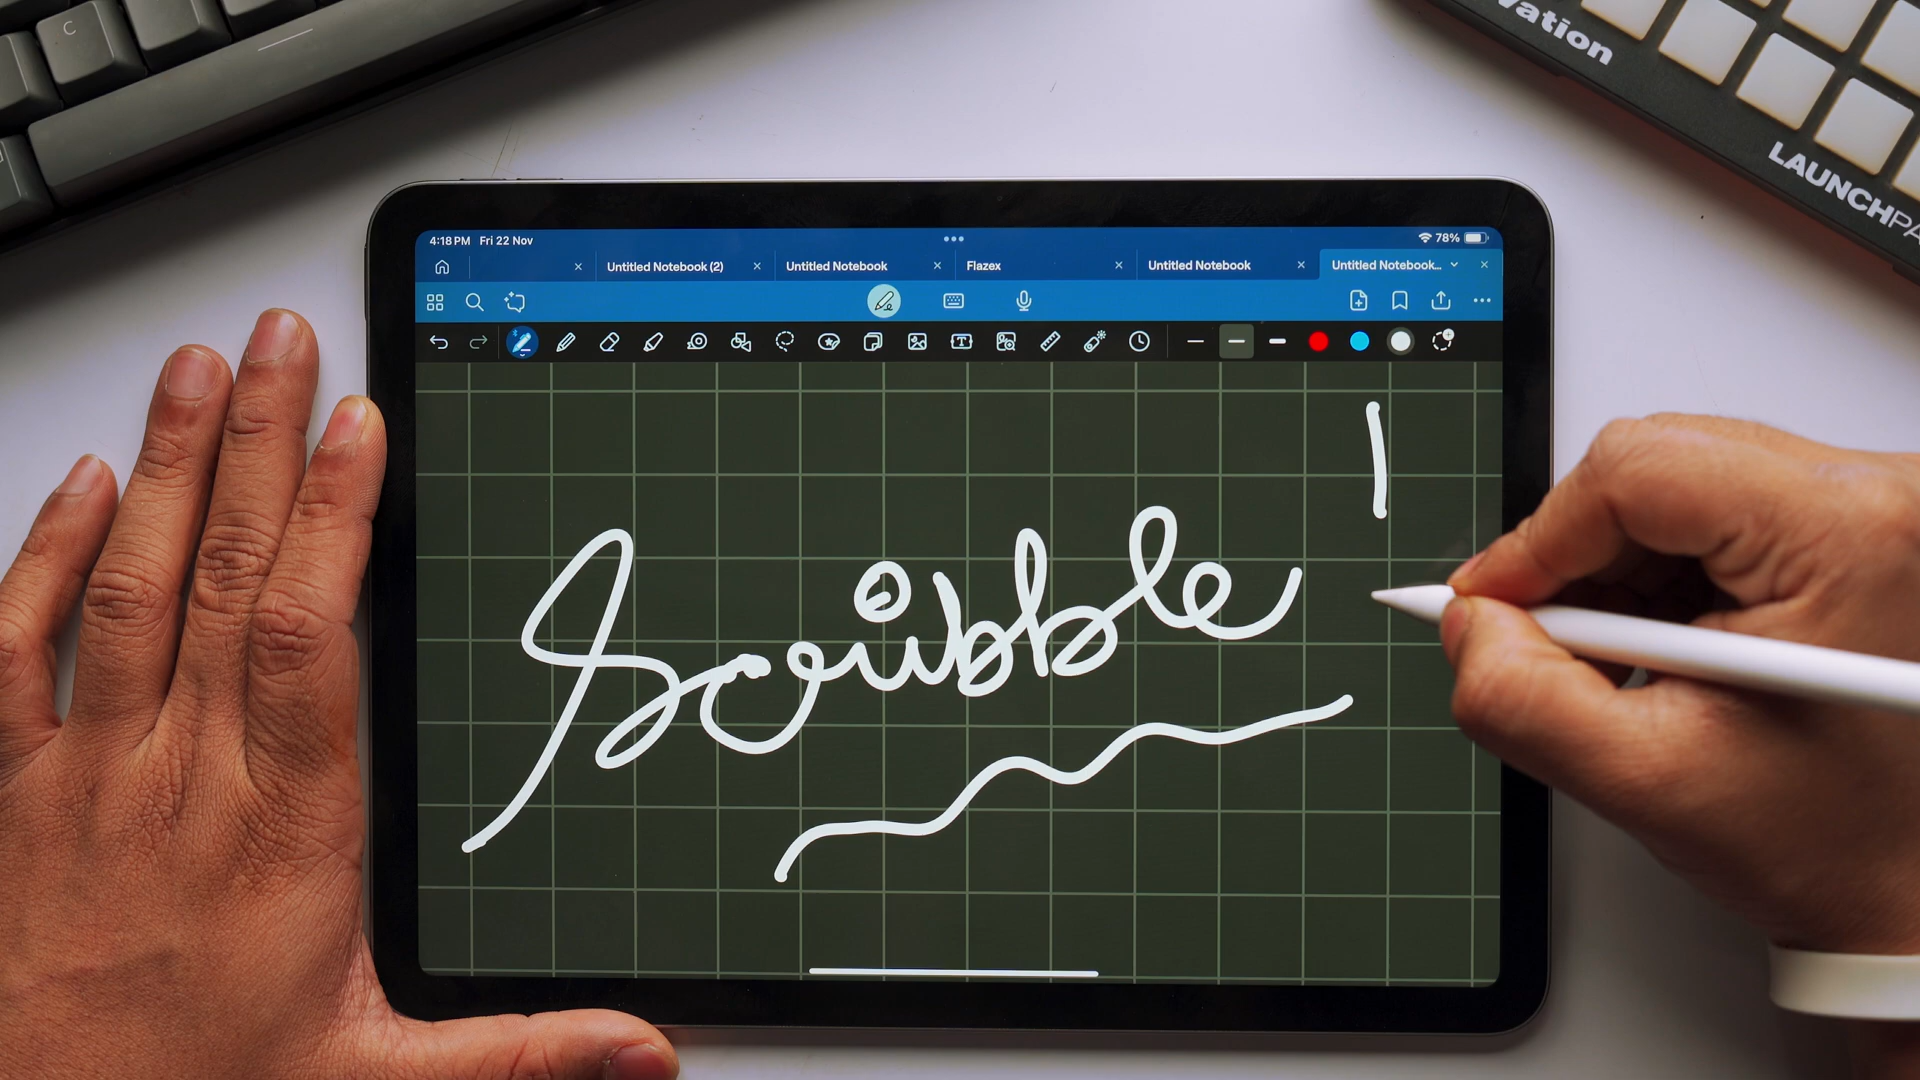 C
vation
LAUNCHPA
4:18 PM Fri 22 Nov
78%
Untitled Notebook (2)
Untitled Notebook
Flazex
Untitled Notebook
Untitled Notebook...
T
Scribble